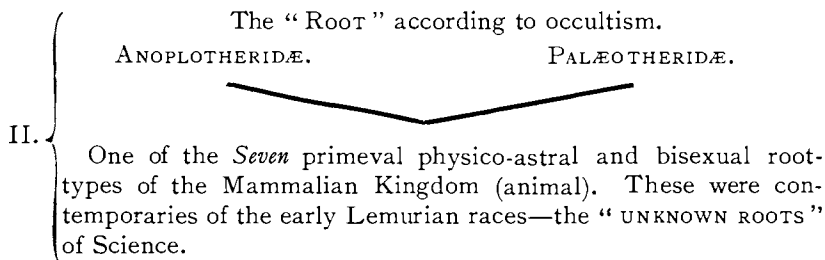 The “ ROOT ” according to occultism.
ANOPLOTHERIDÆ. PALÆOTHERIDÆ.
II.
One of the Seven primeval physico-astral and bisexual root-
types of the Mammalian Kingdom (animal). These were con-
temporaries of the early Lemurian races—the “ UNKNOWN ROOTS ”
of Science.